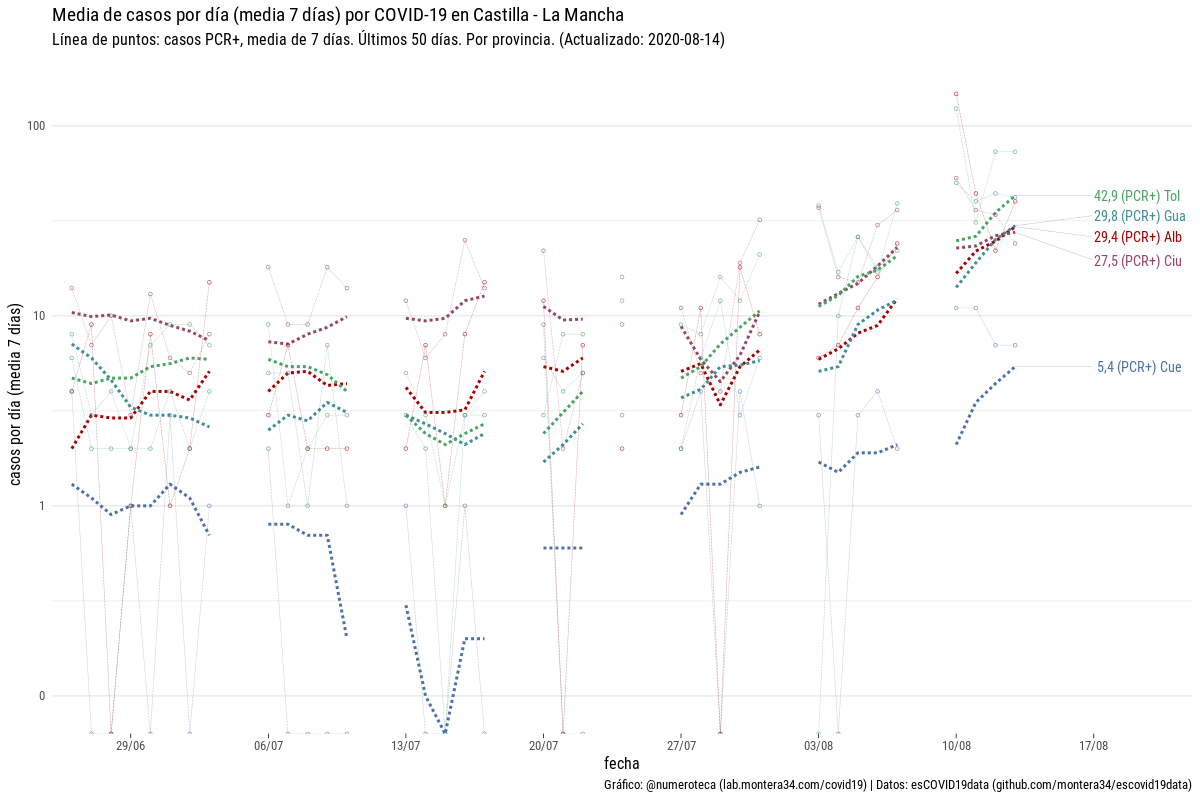 Media de casos por día (media 7 días) por COVID-19 en Castilla - La Mancha
Línea de puntos: casos PCR+, media de 7 días. Últimos 50 días. Por provincia. (Actualizado: 2020-08-14)
casos por día (media 7 días)
100
10
1
0
42,9 (PCR+) Tol
29,8 (PCR+) Gua
29,4 (PCR+) Alb
27,5 (PCR+) Ciu
5,4 (PCR+) Cue
29/06 06/07 13/07 20/07 27/07 03/08 10/08 17/08
fecha
Gráfico: @numeroteca (lab.montera34.com/covid19) | Datos: esCOVID19data (github.com/montera34/escovid19data)